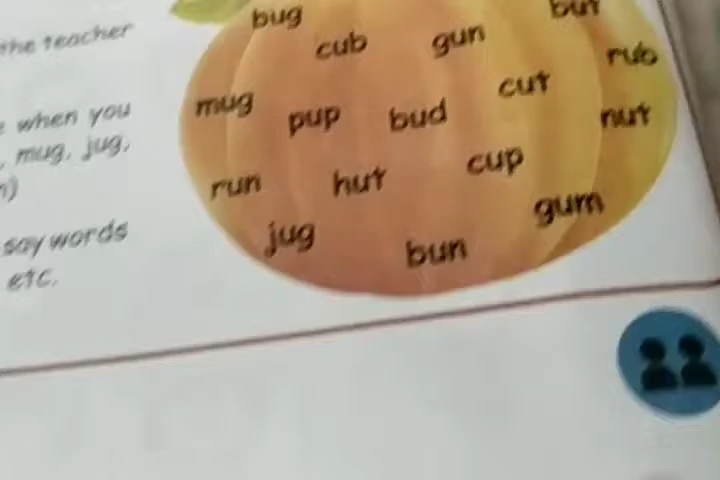 the teacher
when you
, mug, jug,
say words
etc.
bug
but
cub
gun
rub
mug
pup
bud
cut
nut
run
hut
cup
jug
bun
gum